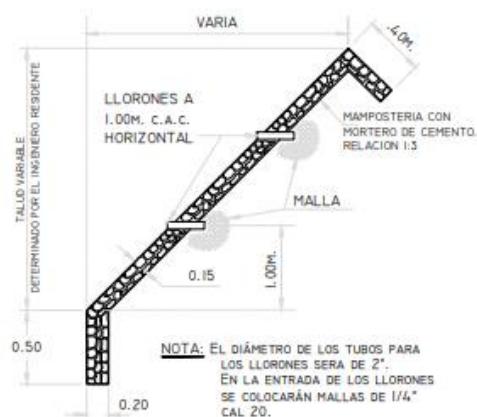 VARIA
.40M.
LLORONES A
1.00M. C.A.C.
HORIZONTAL
MAMPOSTERIA CON
MORTERO DE CEMENTO.
RELACION 1:3
TALUD VARIABLE
DETERMINADO POR EL INGENIERO RESIDENTE
MALLA
0.15
1.00M.
0.50
0.20
NOTA: EL DIÁMETRO DE LOS TUBOS PARA
LOS LLORONES SERA DE 2".
EN LA ENTRADA DE LOS LLORONES
SE COLOCARÁN MALLAS DE 1/4"
CAL 20.